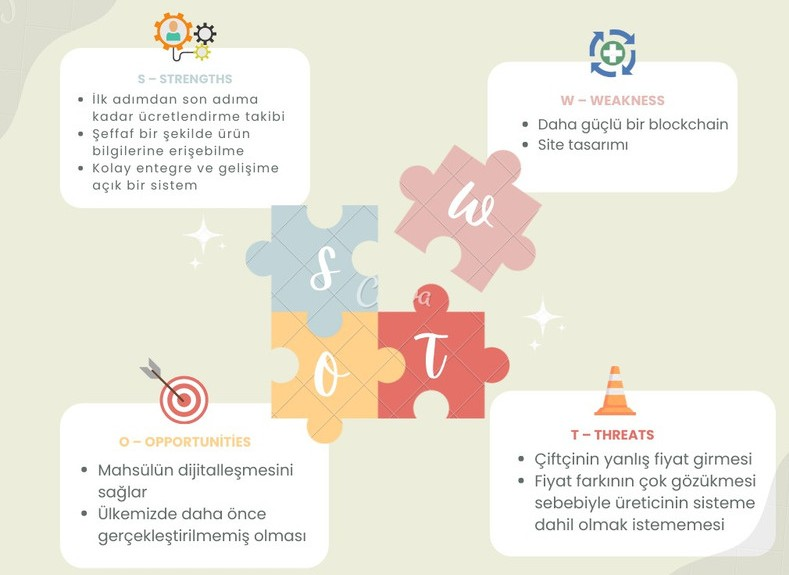 S – STRENGTHS
İlk adımdan son adıma
kadar ücretlendirme takibi
Şeffaf bir şekilde ürün
bilgilerine erişebilme
Kolay entegre ve gelişime
açık bir sistem
W – WEAKNESS
Daha güçlü bir blockchain
Site tasarımı
S
W
O
T
Canva
O – OPPORTUNİTİES
Mahsülün dijitalleşmesini
sağlar
Ülkemizde daha önce
gerçekleştirilmemiş olması
T – THREATS
Çiftçinin yanlış fiyat girmesi
Fiyat farkının çok gözükmesi
sebebiyle üreticinin sisteme
dahil olmak istememesi